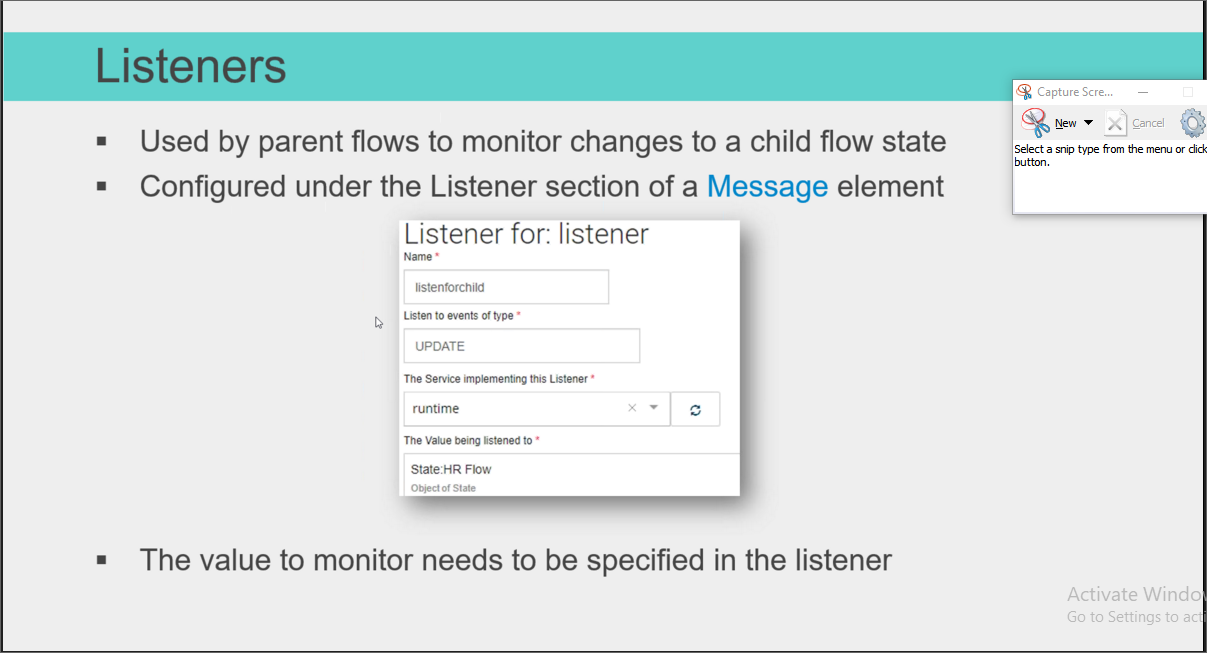 Listeners
▪ Used by parent flows to monitor changes to a child flow state
▪ Configured under the Listener section of a Message element
Listener for: listener
Name *
listenforchild
Listen to events of type *
UPDATE
The Service implementing this Listener *
runtime
The Value being listened to *
State:HR Flow
Object of State
▪ The value to monitor needs to be specified in the listener
Capture Scre...
New
Cancel
Select a snip type from the menu or click
button.
Activate Windo
Go to Settings to acti